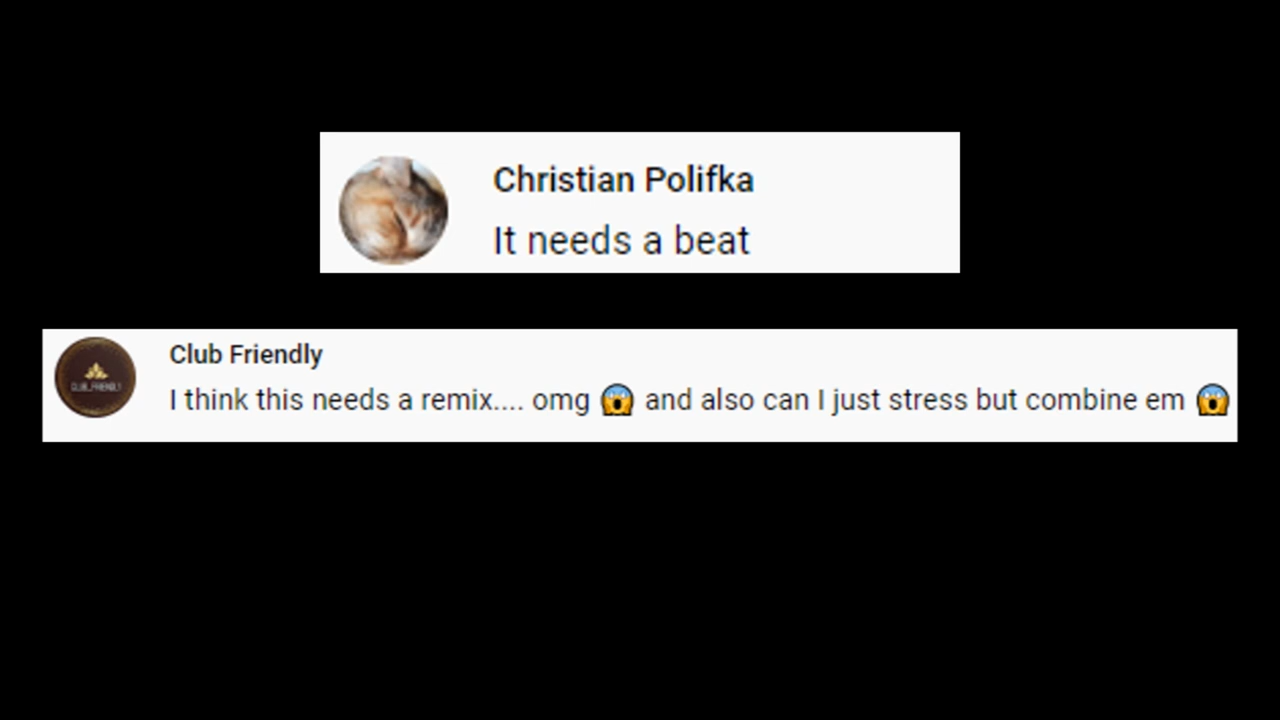 Christian Polifka
It needs a beat
CLUB_FRIENDLY
Club Friendly
I think this needs a remix.... omg 😱 and also can I just stress but combine em 😱